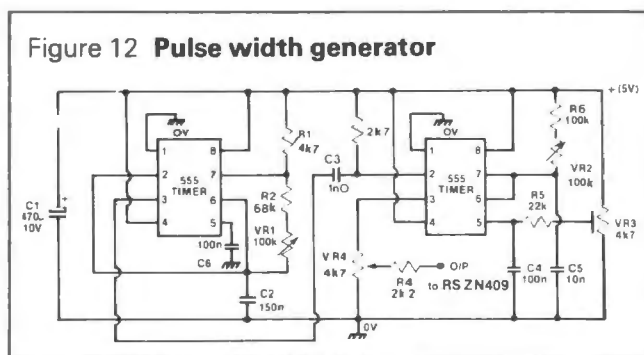 Figure 12 Pulse width generator
+ (5V)
0V
1
2
3
4
8
7
6
5
555
TIMER
C1
470µ
10V
100n
C6
R1
4k7
R2
68k
VR1
100k
C2
150n
C3
1n0
2k7
0V
1
2
3
4
8
7
6
5
555
TIMER
VR4
4k7
R4
2k2
O/P
to RS ZN409
0V
R5
22k
C4
100n
C5
10n
R6
100k
VR2
100k
VR3
4k7